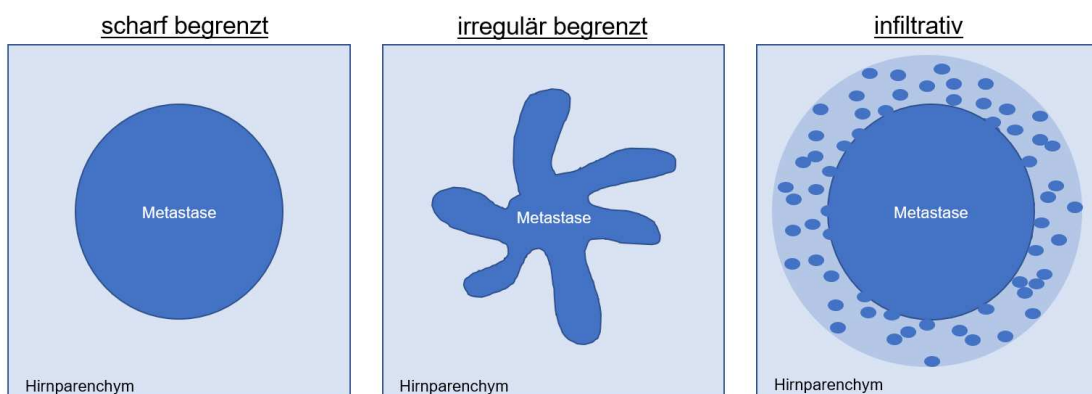 scharf begrenzt
irregulär begrenzt
infiltrativ
Metastase
Metastase
Metastase
Hirnparenchym
Hirnparenchym
Hirnparenchym